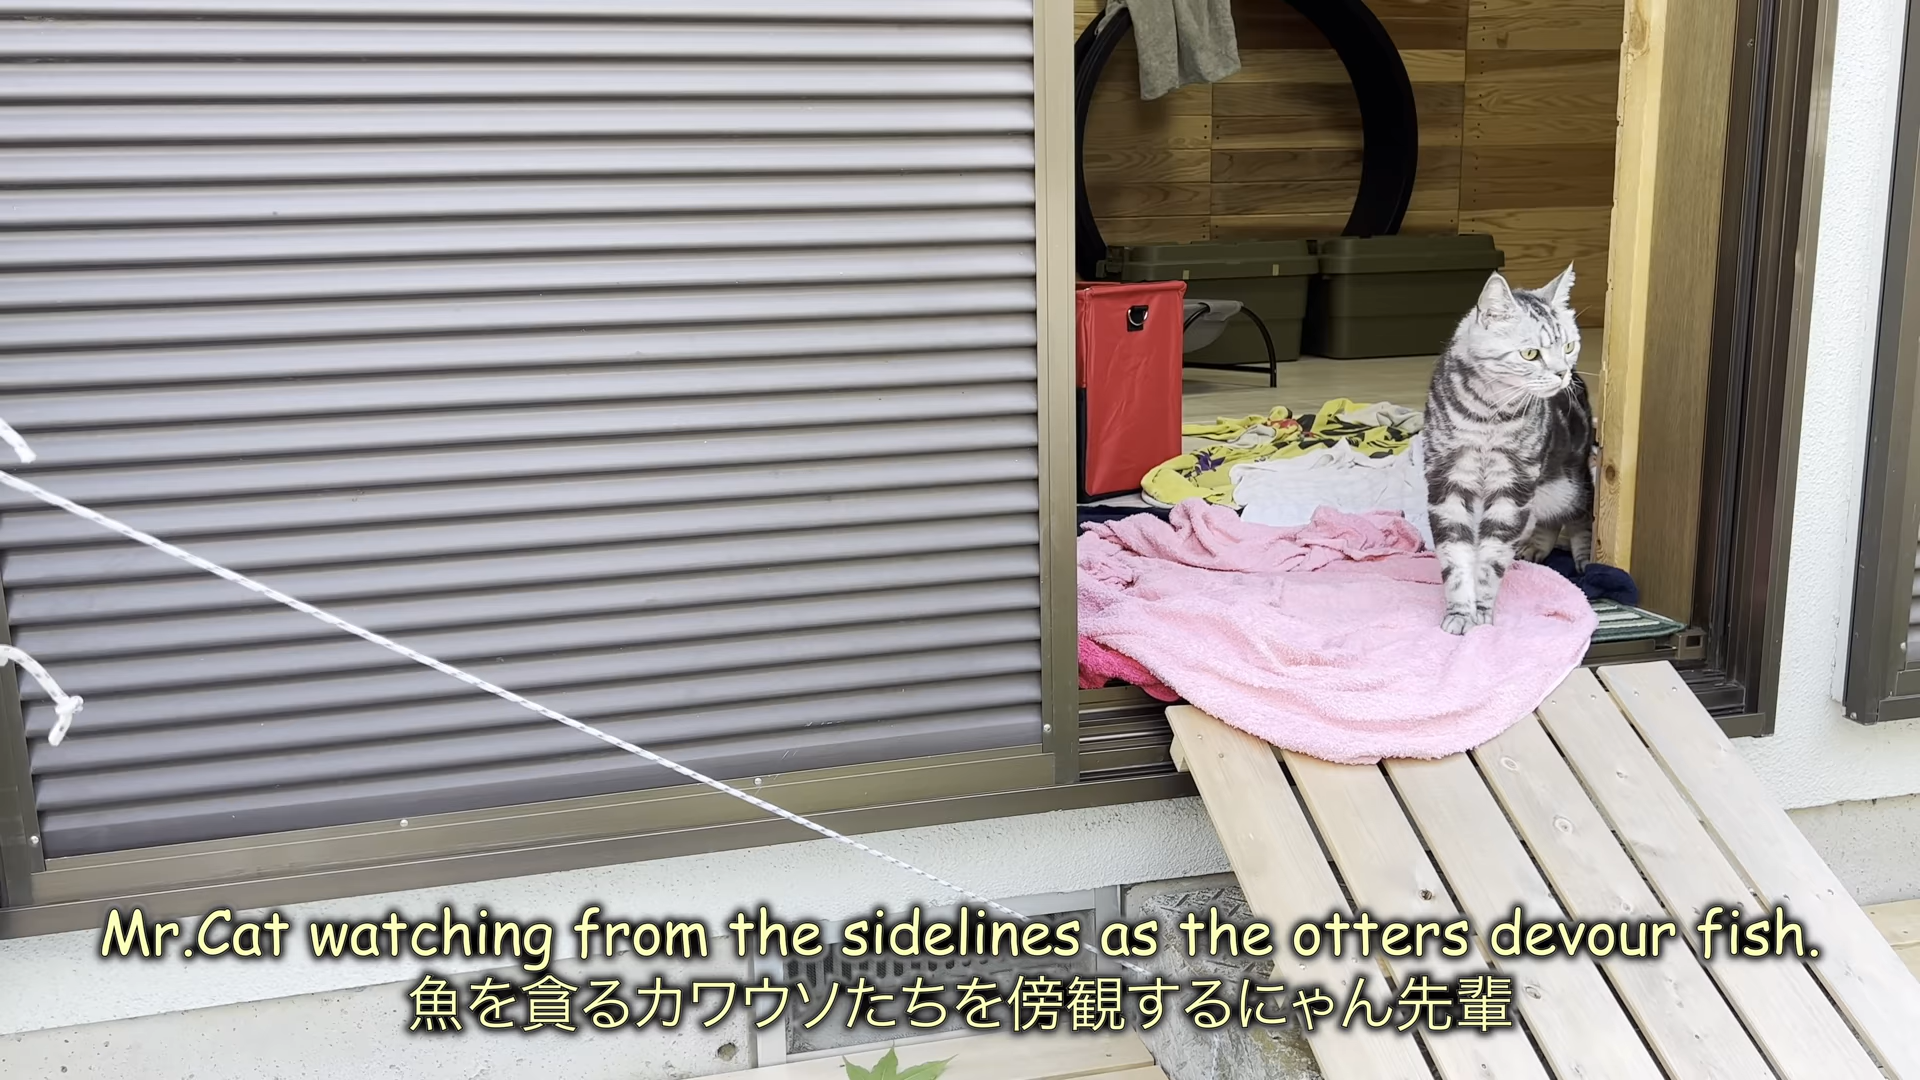 Mr.Cat watching from the sidelines as the otters devour fish.
魚を貪るカワウソたちを傍観するにゃん先輩